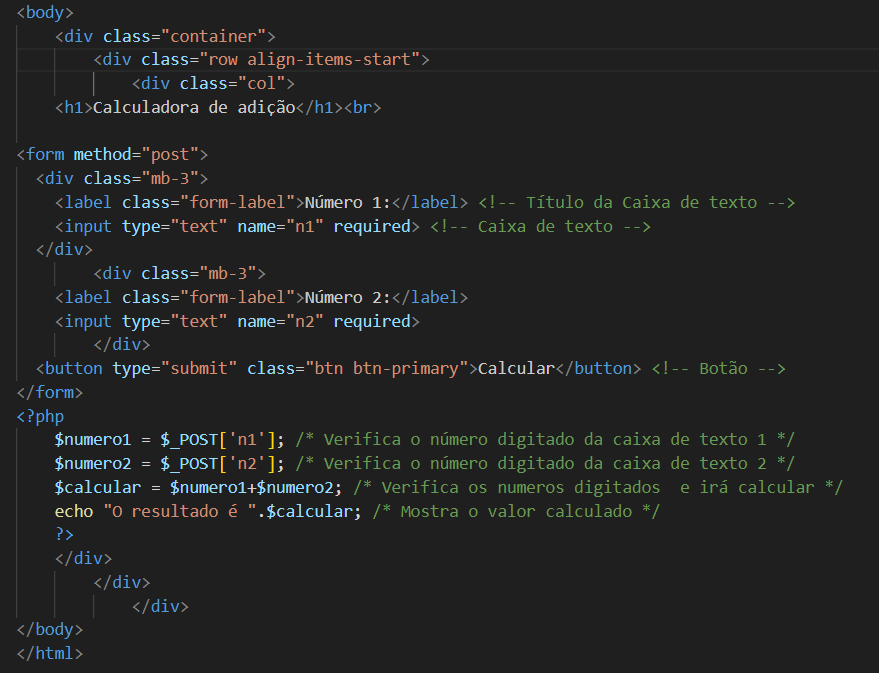 <body>
<div class="container">
<div class="row align-items-start">
<div class="col">
<h1>Calculadora de adição</h1><br>
<form method="post">
<div class="mb-3">
<label class="form-label">Número 1:</label> <!-- Título da Caixa de texto -->
<input type="text" name="n1" required> <!-- Caixa de texto -->
</div>
<div class="mb-3">
<label class="form-label">Número 2:</label>
<input type="text" name="n2" required>
</div>
<button type="submit" class="btn btn-primary">Calcular</button> <!-- Botão -->
</form>
<?php
$numero1 = $_POST['n1']; /* Verifica o número digitado da caixa de texto 1 */
$numero2 = $_POST['n2']; /* Verifica o número digitado da caixa de texto 2 */
$calcular = $numero1+$numero2; /* Verifica os numeros digitados  e irá calcular */
echo "O resultado é ".$calcular; /* Mostra o valor calculado */
?>
</div>
</div>
</div>
</body>
</html>